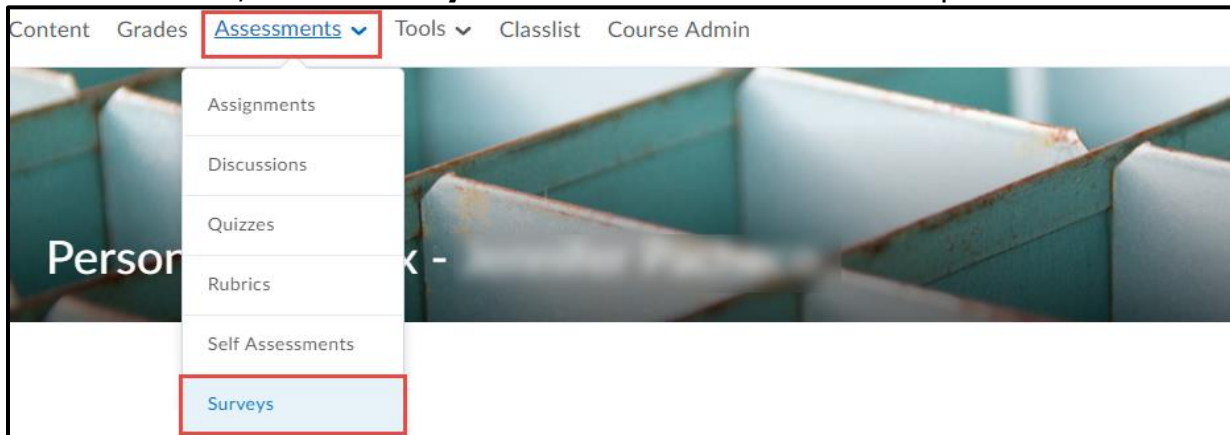 Content Grades Assessments Tools Classlist Course Admin
Assignments
Discussions
Quizzes
Person x -
Rubrics
Self Assessments
Surveys